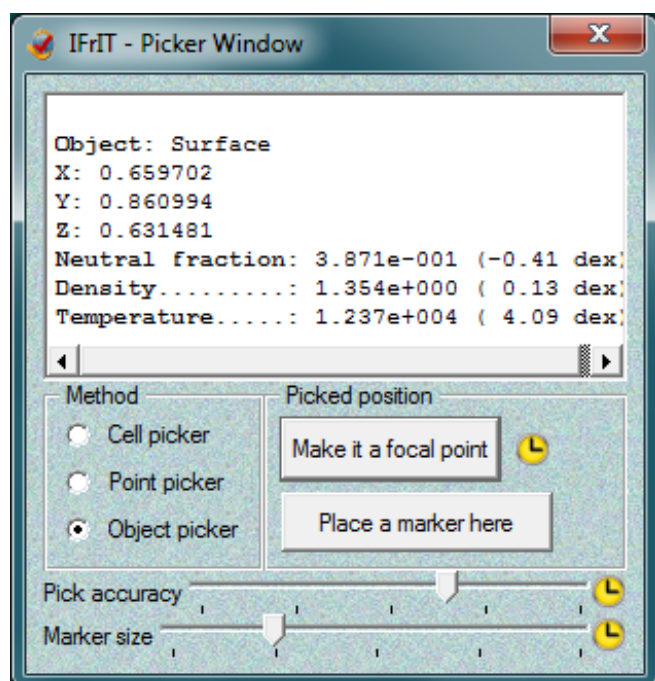 IFrIT - Picker Window
Object: Surface
X: 0.659702
Y: 0.860994
Z: 0.631481
Neutral fraction: 3.871e-001 (-0.41 dex)
Density.........: 1.354e+000 ( 0.13 dex)
Temperature.....: 1.237e+004 ( 4.09 dex)
Method
Cell picker
Point picker
Object picker
Picked position
Make it a focal point
Place a marker here
Pick accuracy
Marker size